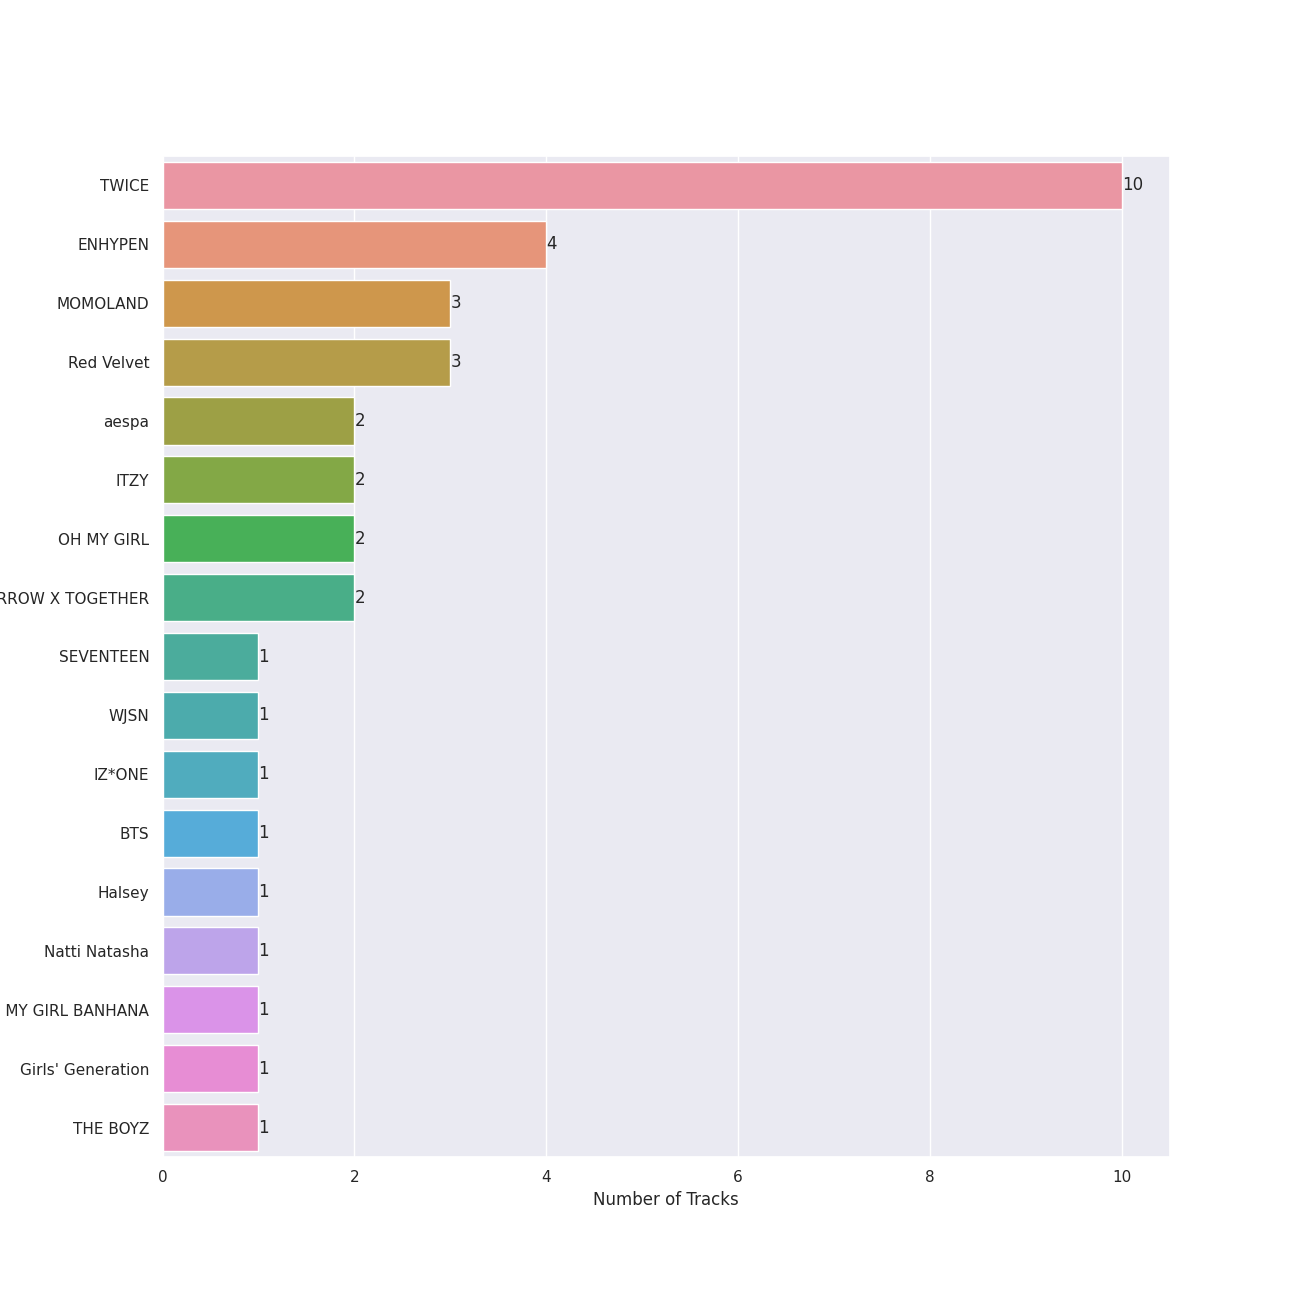 TWICE 10
ENHYPEN 4
MOMOLAND 3
Red Velvet 3
aespa 2
ITZY 2
OH MY GIRL 2
RROW X TOGETHER 2
SEVENTEEN 1
WJSN 1
IZ*ONE 1
BTS 1
Halsey 1
Natti Natasha 1
MY GIRL BANHANA 1
Girls' Generation 1
THE BOYZ 1
0 2 4 6 8 10
Number of Tracks